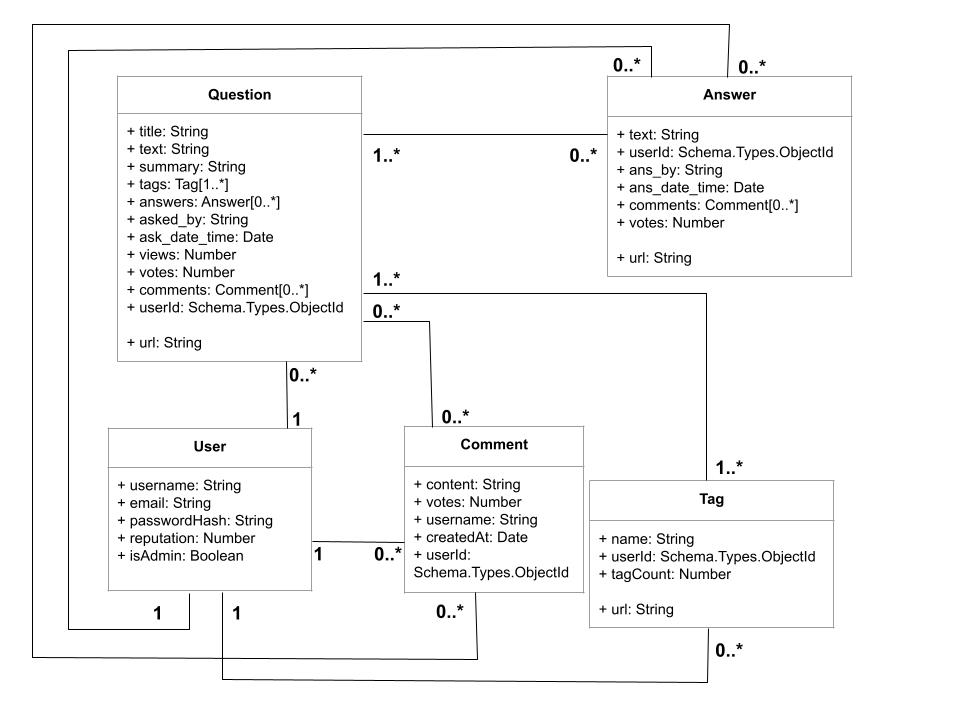 0..*
0..*
Question
+ title: String
+ text: String
+ summary: String
+ tags: Tag[1..*]
+ answers: Answer[0..*]
+ asked_by: String
+ ask_date_time: Date
+ views: Number
+ votes: Number
+ comments: Comment[0..*]
+ userId: Schema.Types.ObjectId
+ url: String
1..*
0..*
Answer
+ text: String
+ userId: Schema.Types.ObjectId
+ ans_by: String
+ ans_date_time: Date
+ comments: Comment[0..*]
+ votes: Number
+ url: String
1..*
0..*
0..*
1
0..*
User
+ username: String
+ email: String
+ passwordHash: String
+ reputation: Number
+ isAdmin: Boolean
1
0..*
Comment
+ content: String
+ votes: Number
+ username: String
+ createdAt: Date
+ userId:
Schema.Types.ObjectId
1..*
Tag
+ name: String
+ userId: Schema.Types.ObjectId
+ tagCount: Number
+ url: String
1
1
0..*
0..*